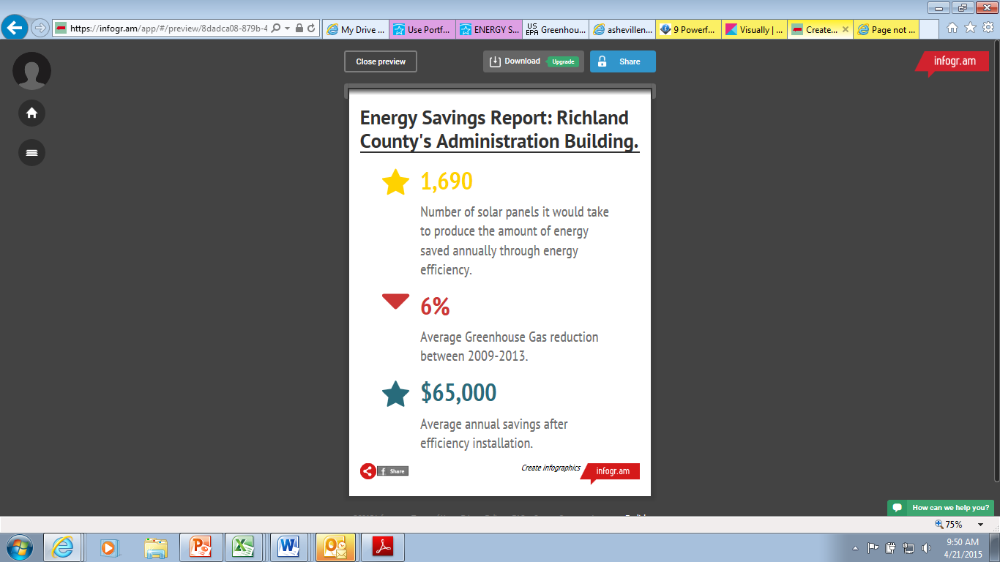 https://infogr.am/app/#/preview/8dadca08-879b-4
My Drive ...
Use Portf...
ENERGY S...
US EPA Greenhou...
ashevillen...
9 Powerf...
Visually | ...
Create...
Page not ...
Close preview
Download
Upgrade
Share
infogr.am
Energy Savings Report: Richland
County's Administration Building.
1,690
Number of solar panels it would take
to produce the amount of energy
saved annually through energy
efficiency.
6%
Average Greenhouse Gas reduction
between 2009-2013.
$65,000
Average annual savings after
efficiency installation.
Share
Create infographics
infogr.am
How can we help you?
75%
9:50 AM
4/21/2015